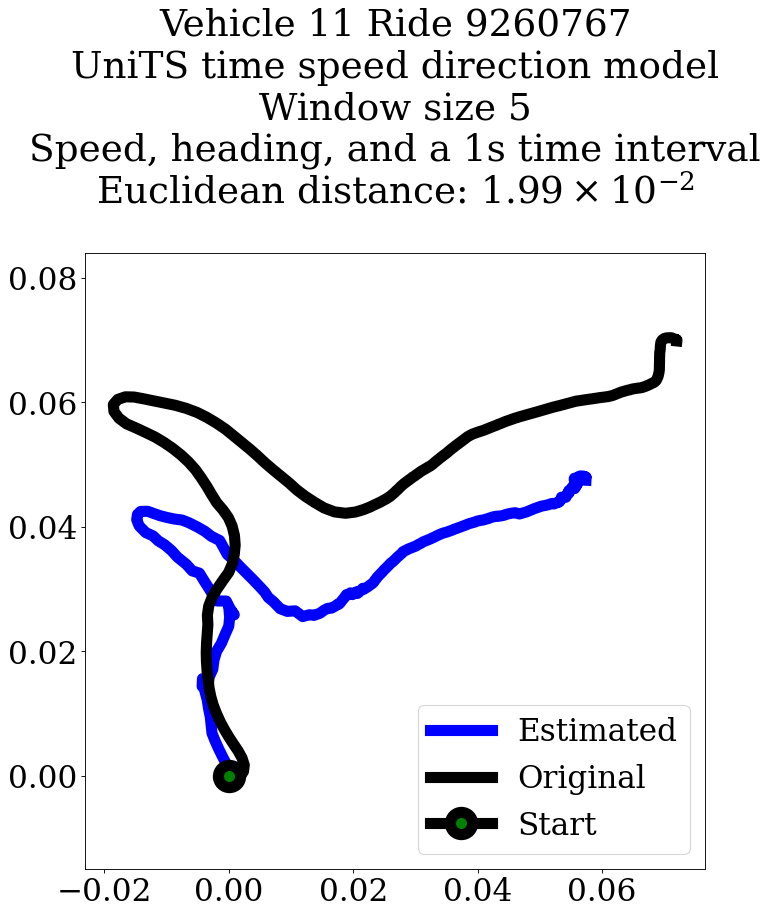 Vehicle 11 Ride 9260767
UniTS time speed direction model
Window size 5
Speed, heading, and a 1s time interval
Euclidean distance: 1.99 × 10⁻²
0.08
0.06
0.04
0.02
0.00
−0.02 0.00 0.02 0.04 0.06
Estimated
Original
Start